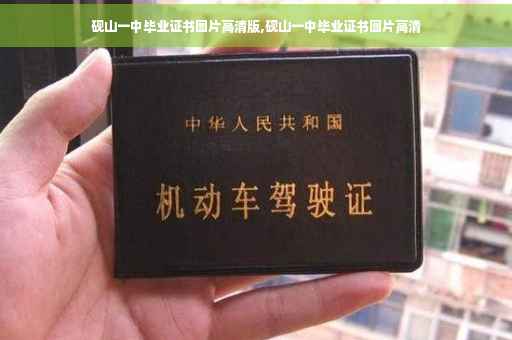 砚山一中毕业证书图片高清版,砚山一中毕业证书图片高清
中华人民共和国
机动车驾驶证